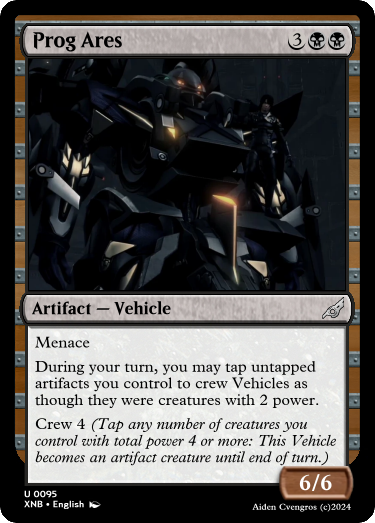 Prog Ares 3
Artifact — Vehicle
Menace
During your turn, you may tap untapped
artifacts you control to crew Vehicles as
though they were creatures with 2 power.
Crew 4 (Tap any number of creatures you
control with total power 4 or more: This Vehicle
becomes an artifact creature until end of turn.)
6/6
U 0095
XNB • English
Aiden Cvengros (c)2024